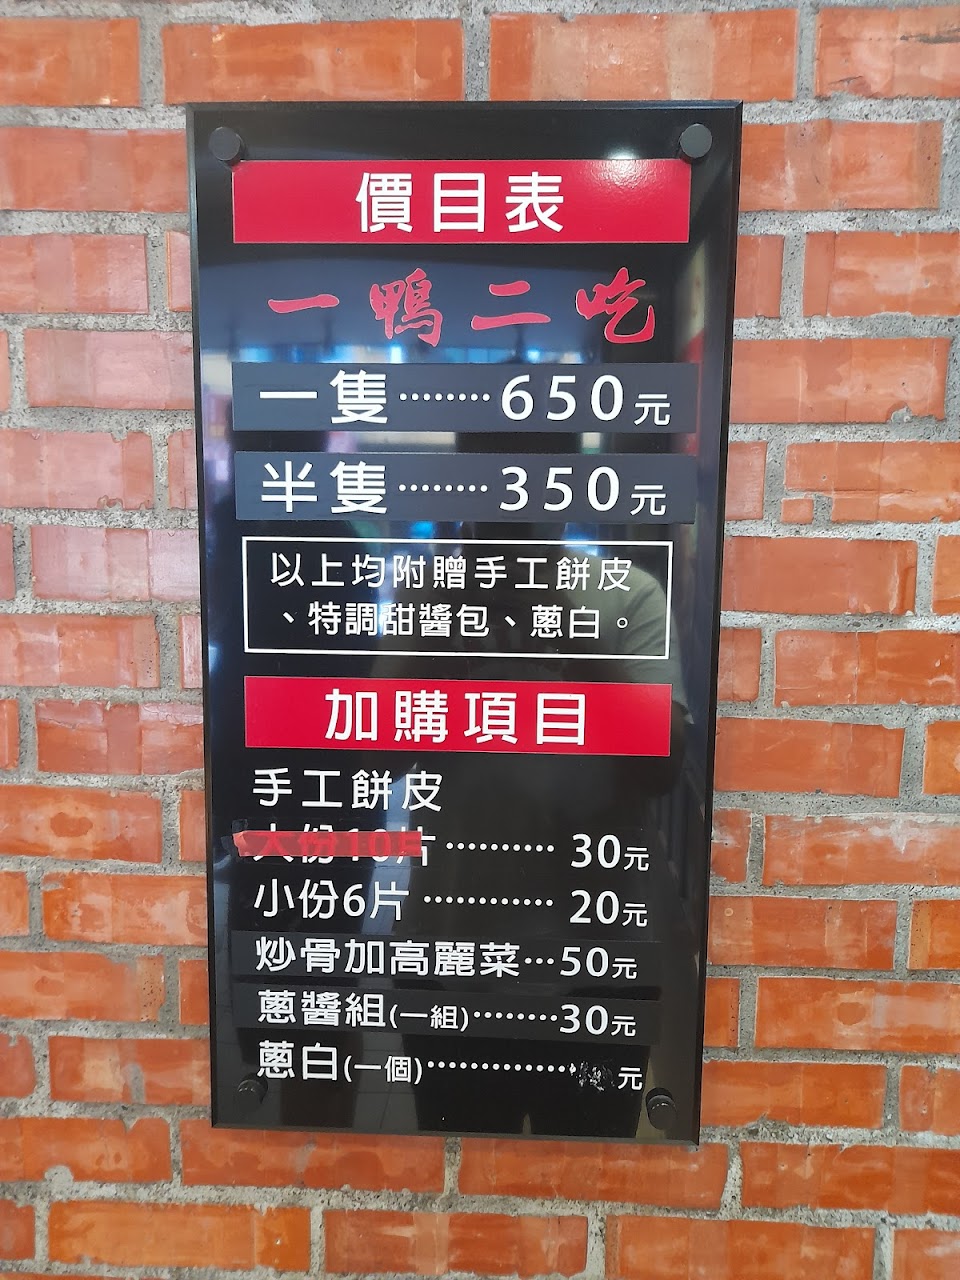 價目表
一鴨二吃
一隻········650元
半隻········350元
以上均附贈手工餅皮
、特調甜醬包、蔥白。
加購項目
手工餅皮
大份10片··········30元
小份6片············20元
炒骨加高麗菜···50元
蔥醬組(一組)········30元
蔥白(一個)··············元